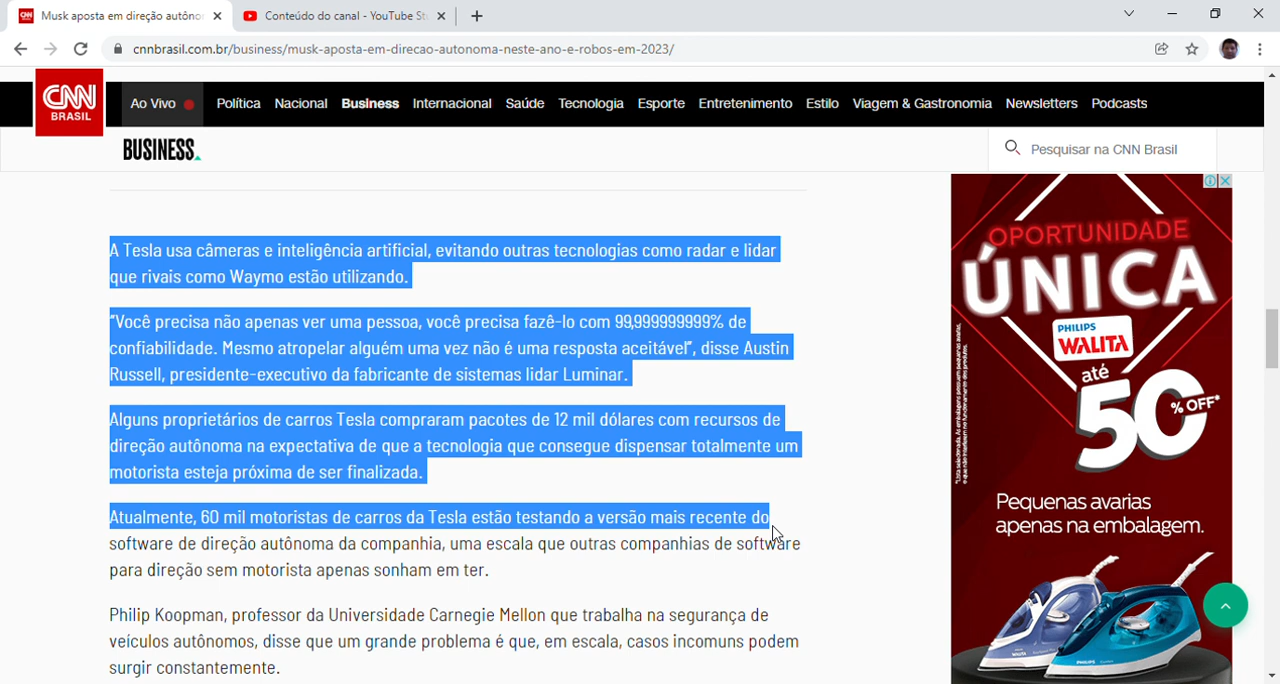 Musk aposta em direção autônor
Conteúdo do canal - YouTube St
cnnbrasil.com.br/business/musk-aposta-em-direcao-autonoma-neste-ano-e-robos-em-2023/
CNN
BRASIL
Ao Vivo
Política
Nacional
Business
Internacional
Saúde
Tecnologia
Esporte
Entretenimento
Estilo
Viagem & Gastronomia
Newsletters
Podcasts
BUSINESS
Pesquisar na CNN Brasil
A Tesla usa câmeras e inteligência artificial, evitando outras tecnologias como radar e lidar
que rivais como Waymo estão utilizando.
“Você precisa não apenas ver uma pessoa, você precisa fazê-lo com 99,999999999% de
confiabilidade. Mesmo atropelar alguém uma vez não é uma resposta aceitável”, disse Austin
Russell, presidente-executivo da fabricante de sistemas lidar Luminar.
Alguns proprietários de carros Tesla compraram pacotes de 12 mil dólares com recursos de
direção autônoma na expectativa de que a tecnologia que consegue dispensar totalmente um
motorista esteja próxima de ser finalizada.
Atualmente, 60 mil motoristas de carros da Tesla estão testando a versão mais recente do
software de direção autônoma da companhia, uma escala que outras companhias de software
para direção sem motorista apenas sonham em ter.
Philip Koopman, professor da Universidade Carnegie Mellon que trabalha na segurança de
veículos autônomos, disse que um grande problema é que, em escala, casos incomuns podem
surgir constantemente.
OPORTUNIDADE
ÚNICA
PHILIPS
WALITA
até
50% OFF*
Pequenas avarias
apenas na embalagem.